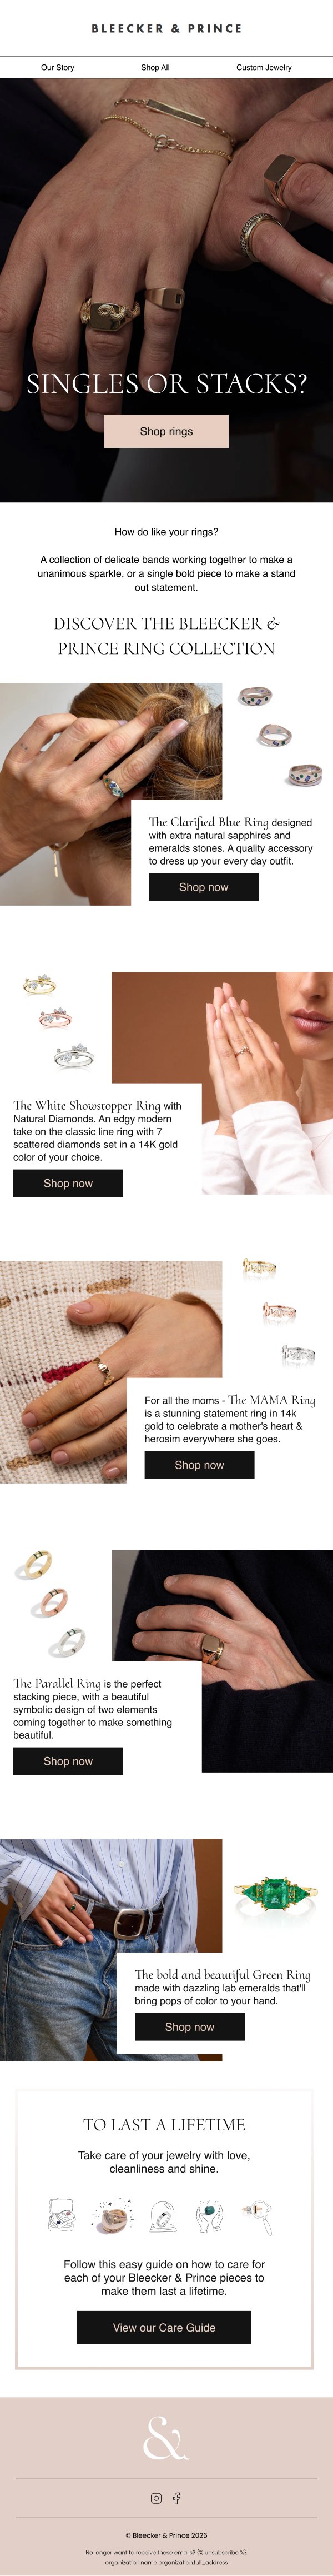 BLEECKER & PRINCE
Our Story Shop All Custom Jewelry
SINGLES OR STACKS?
Shop rings
How do like your rings?
A collection of delicate bands working together to make a
unanimous sparkle, or a single bold piece to make a stand
out statement.
DISCOVER THE BLEECKER &
PRINCE RING COLLECTION
The Clarified Blue Ring designed
with extra natural sapphires and
emeralds stones. A quality accessory
to dress up your every day outfit.
Shop now
The White Showstopper Ring with
Natural Diamonds. An edgy modern
take on the classic line ring with 7
scattered diamonds set in a 14K gold
color of your choice.
Shop now
For all the moms - The MAMA Ring
is a stunning statement ring in 14k
gold to celebrate a mother's heart &
herosim everywhere she goes.
Shop now
The Parallel Ring is the perfect
stacking piece, with a beautiful
symbolic design of two elements
coming together to make something
beautiful.
Shop now
The bold and beautiful Green Ring
made with dazzling lab emeralds that'll
bring pops of color to your hand.
Shop now
TO LAST A LIFETIME
Take care of your jewelry with love,
cleanliness and shine.
Follow this easy guide on how to care for
each of your Bleecker & Prince pieces to
make them last a lifetime.
View our Care Guide
&
© Bleecker & Prince 2026
No longer want to receive these emails? {% unsubscribe %}.
organization.name organization.full_address